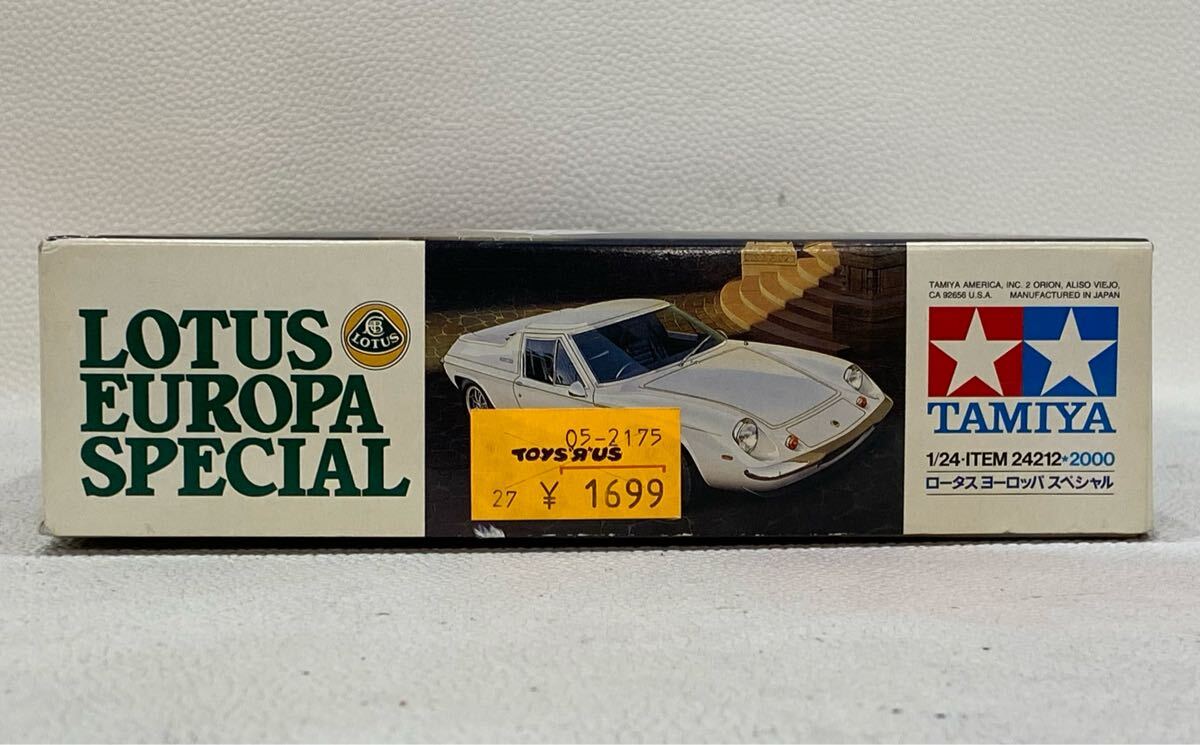 LOTUS
EUROPA
SPECIAL
LOTUS
05-2175
TOYS"R"US
27 ¥ 1699
TAMIYA AMERICA, INC. 2 ORION, ALISO VIEJO,
CA 92656 U.S.A. MANUFACTURED IN JAPAN
TAMIYA
1/24·ITEM 24212★2000
ロータス ヨーロッパ スペシャル